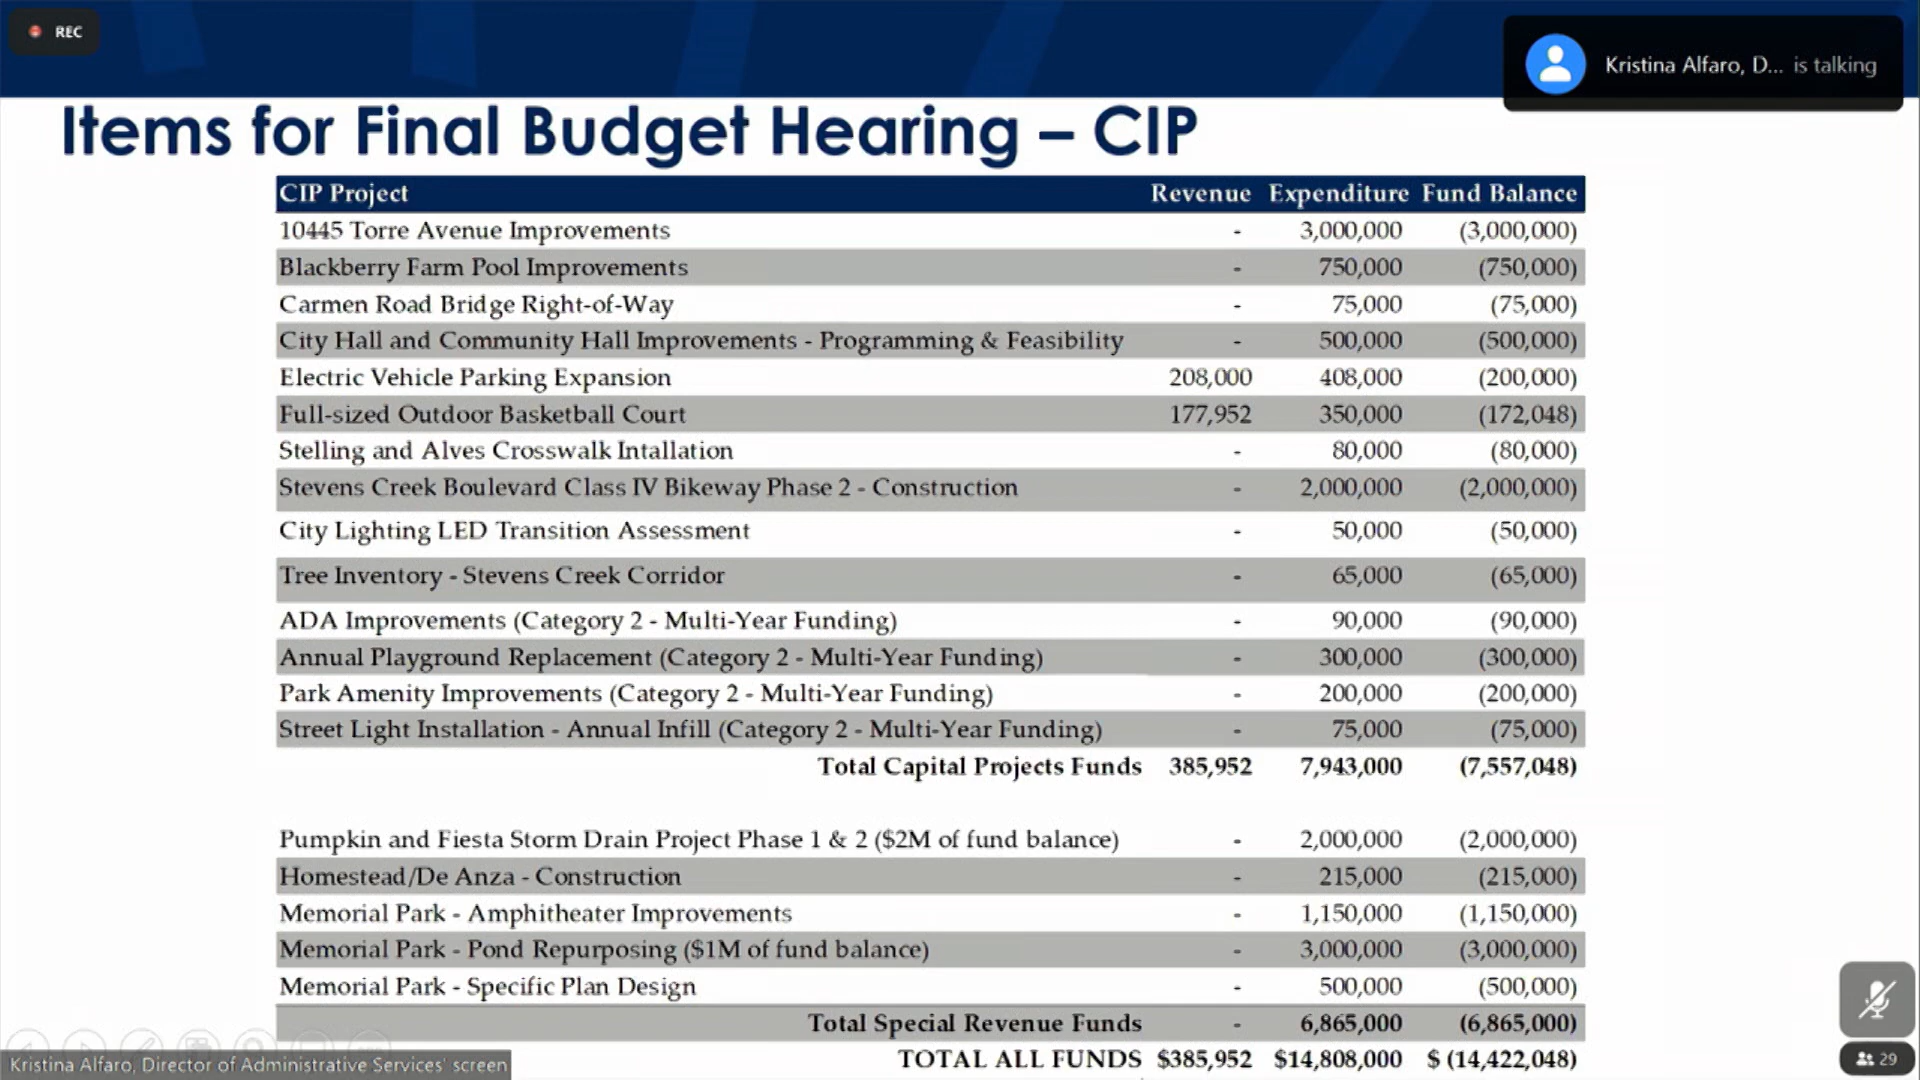 REC
Kristina Alfaro, D... is talking
Items for Final Budget Hearing – CIP
CIP Project Revenue Expenditure Fund Balance
10445 Torre Avenue Improvements - 3,000,000 (3,000,000)
Blackberry Farm Pool Improvements - 750,000 (750,000)
Carmen Road Bridge Right-of-Way - 75,000 (75,000)
City Hall and Community Hall Improvements - Programming & Feasibility - 500,000 (500,000)
Electric Vehicle Parking Expansion 208,000 408,000 (200,000)
Full-sized Outdoor Basketball Court 177,952 350,000 (172,048)
Stelling and Alves Crosswalk Intallation - 80,000 (80,000)
Stevens Creek Boulevard Class IV Bikeway Phase 2 - Construction - 2,000,000 (2,000,000)
City Lighting LED Transition Assessment - 50,000 (50,000)
Tree Inventory - Stevens Creek Corridor - 65,000 (65,000)
ADA Improvements (Category 2 - Multi-Year Funding) - 90,000 (90,000)
Annual Playground Replacement (Category 2 - Multi-Year Funding) - 300,000 (300,000)
Park Amenity Improvements (Category 2 - Multi-Year Funding) - 200,000 (200,000)
Street Light Installation - Annual Infill (Category 2 - Multi-Year Funding) - 75,000 (75,000)
Total Capital Projects Funds 385,952 7,943,000 (7,557,048)
Pumpkin and Fiesta Storm Drain Project Phase 1 & 2 ($2M of fund balance) - 2,000,000 (2,000,000)
Homestead/De Anza - Construction - 215,000 (215,000)
Memorial Park - Amphitheater Improvements - 1,150,000 (1,150,000)
Memorial Park - Pond Repurposing ($1M of fund balance) - 3,000,000 (3,000,000)
Memorial Park - Specific Plan Design - 500,000 (500,000)
Total Special Revenue Funds - 6,865,000 (6,865,000)
TOTAL ALL FUNDS $385,952 $14,808,000 $ (14,422,048)
Kristina Alfaro, Director of Administrative Services' screen
29